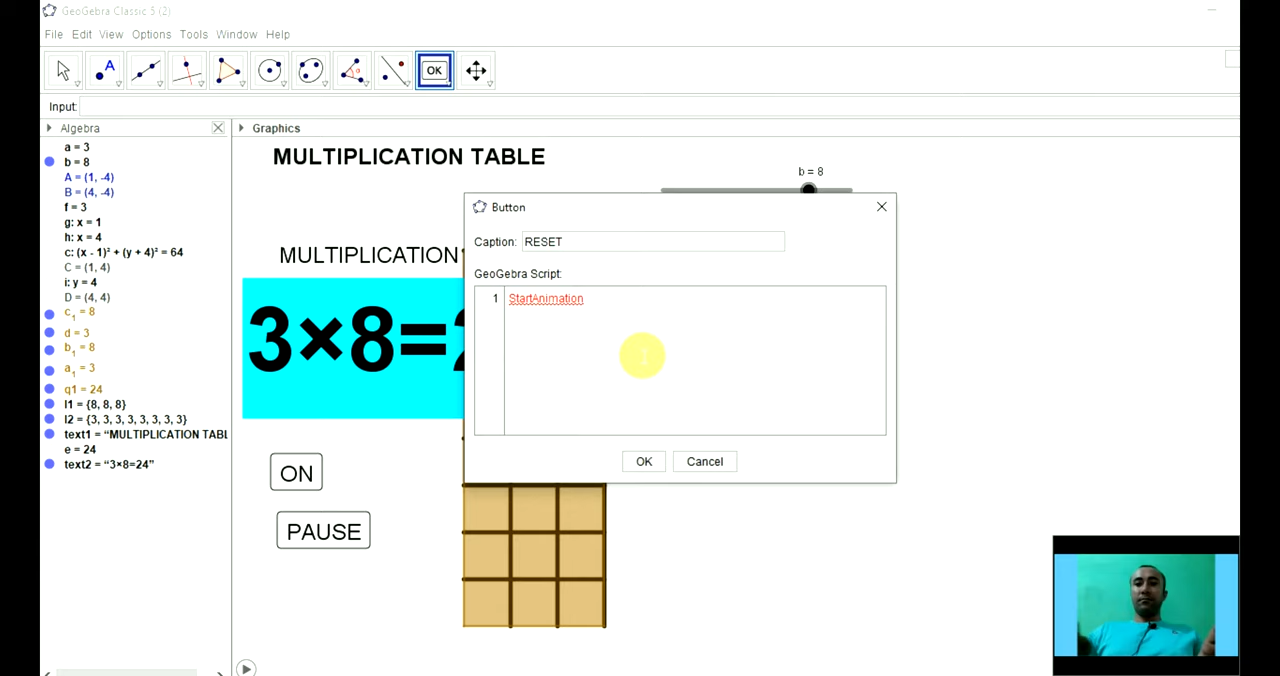 GeoGebra Classic 5 (2)
File Edit View Options Tools Window Help
A
OK
Input:
Algebra
Graphics
a = 3
b = 8
A = (1, -4)
B = (4, -4)
f = 3
g: x = 1
h: x = 4
c: (x - 1)² + (y + 4)² = 64
C = (1, 4)
i: y = 4
D = (4, 4)
c₁ = 8
d = 3
b₁ = 8
a₁ = 3
q1 = 24
l1 = {8, 8, 8}
l2 = {3, 3, 3, 3, 3, 3, 3, 3}
text1 = “MULTIPLICATION TABL
e = 24
text2 = “3×8=24”
MULTIPLICATION TABLE
b = 8
MULTIPLICATION
3×8=2
ON
PAUSE
Button
Caption: RESET
GeoGebra Script:
1 StartAnimation
OK Cancel